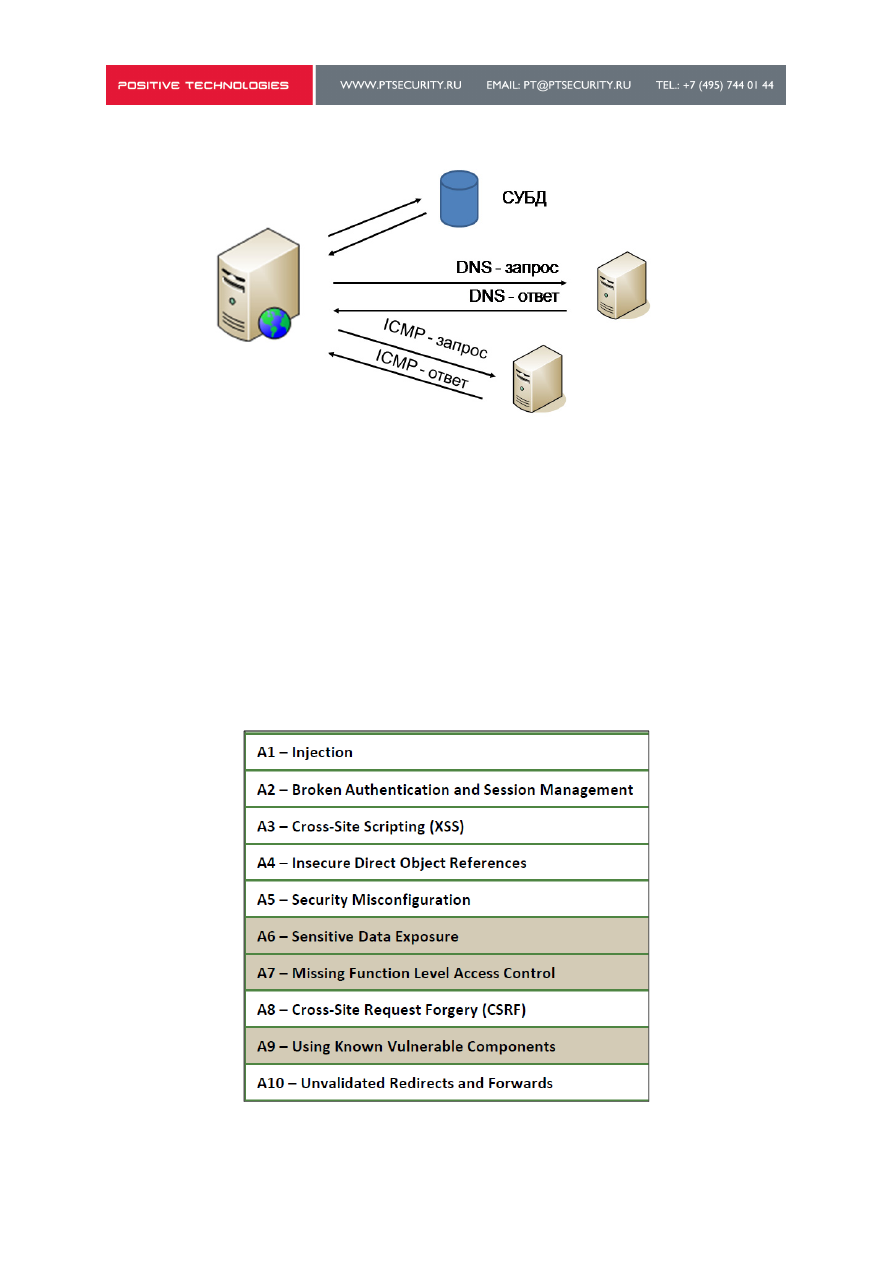 POSITIVE TECHNOLOGIES WWW.PTSECURITY.RU EMAIL: PT@PTSECURITY.RU TEL.: +7 (495) 744 01 44
СУБД
DNS - запрос
DNS - ответ
ICMP - запрос
ICMP - ответ
A1 – Injection
A2 – Broken Authentication and Session Management
A3 – Cross-Site Scripting (XSS)
A4 – Insecure Direct Object References
A5 – Security Misconfiguration
A6 – Sensitive Data Exposure
A7 – Missing Function Level Access Control
A8 – Cross-Site Request Forgery (CSRF)
A9 – Using Known Vulnerable Components
A10 – Unvalidated Redirects and Forwards